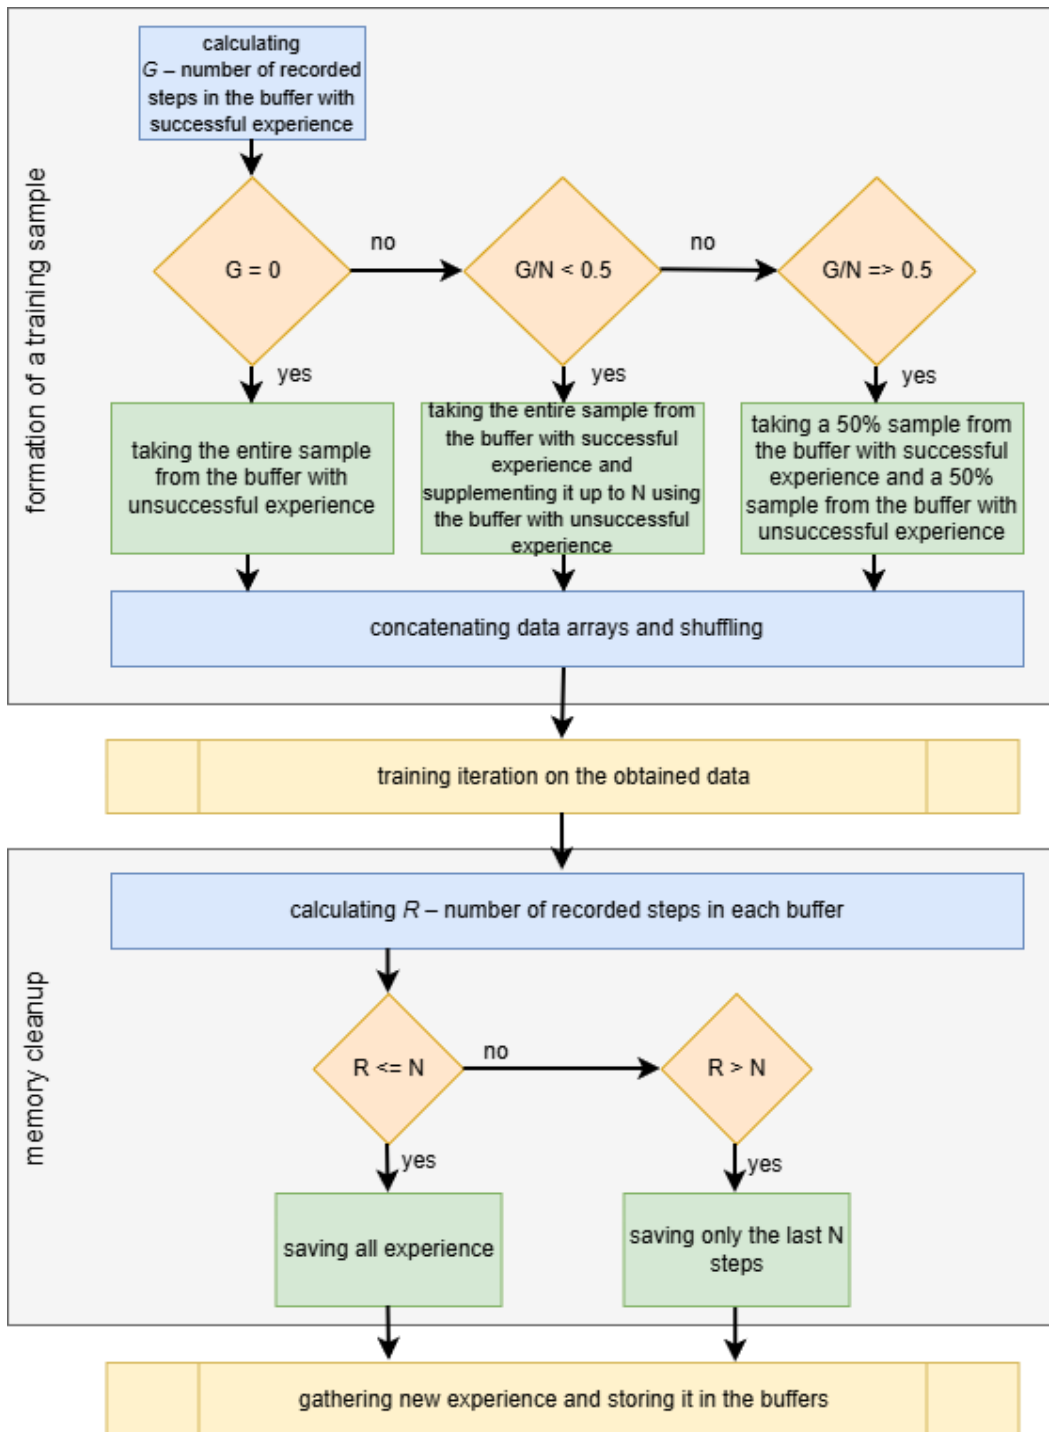 calculating
G – number of recorded
steps in the buffer with
successful experience
formation of a training sample
G = 0
no
G/N < 0.5
no
G/N => 0.5
yes
yes
yes
taking the entire sample
from the buffer with
unsuccessful experience
taking the entire sample from
the buffer with successful
experience and
supplementing it up to N using
the buffer with unsuccessful
experience
taking a 50% sample from
the buffer with successful
experience and a 50%
sample from the buffer with
unsuccessful experience
concatenating data arrays and shuffling
training iteration on the obtained data
memory cleanup
calculating R – number of recorded steps in each buffer
R <= N
no
R > N
yes
yes
saving all experience
saving only the last N
steps
gathering new experience and storing it in the buffers